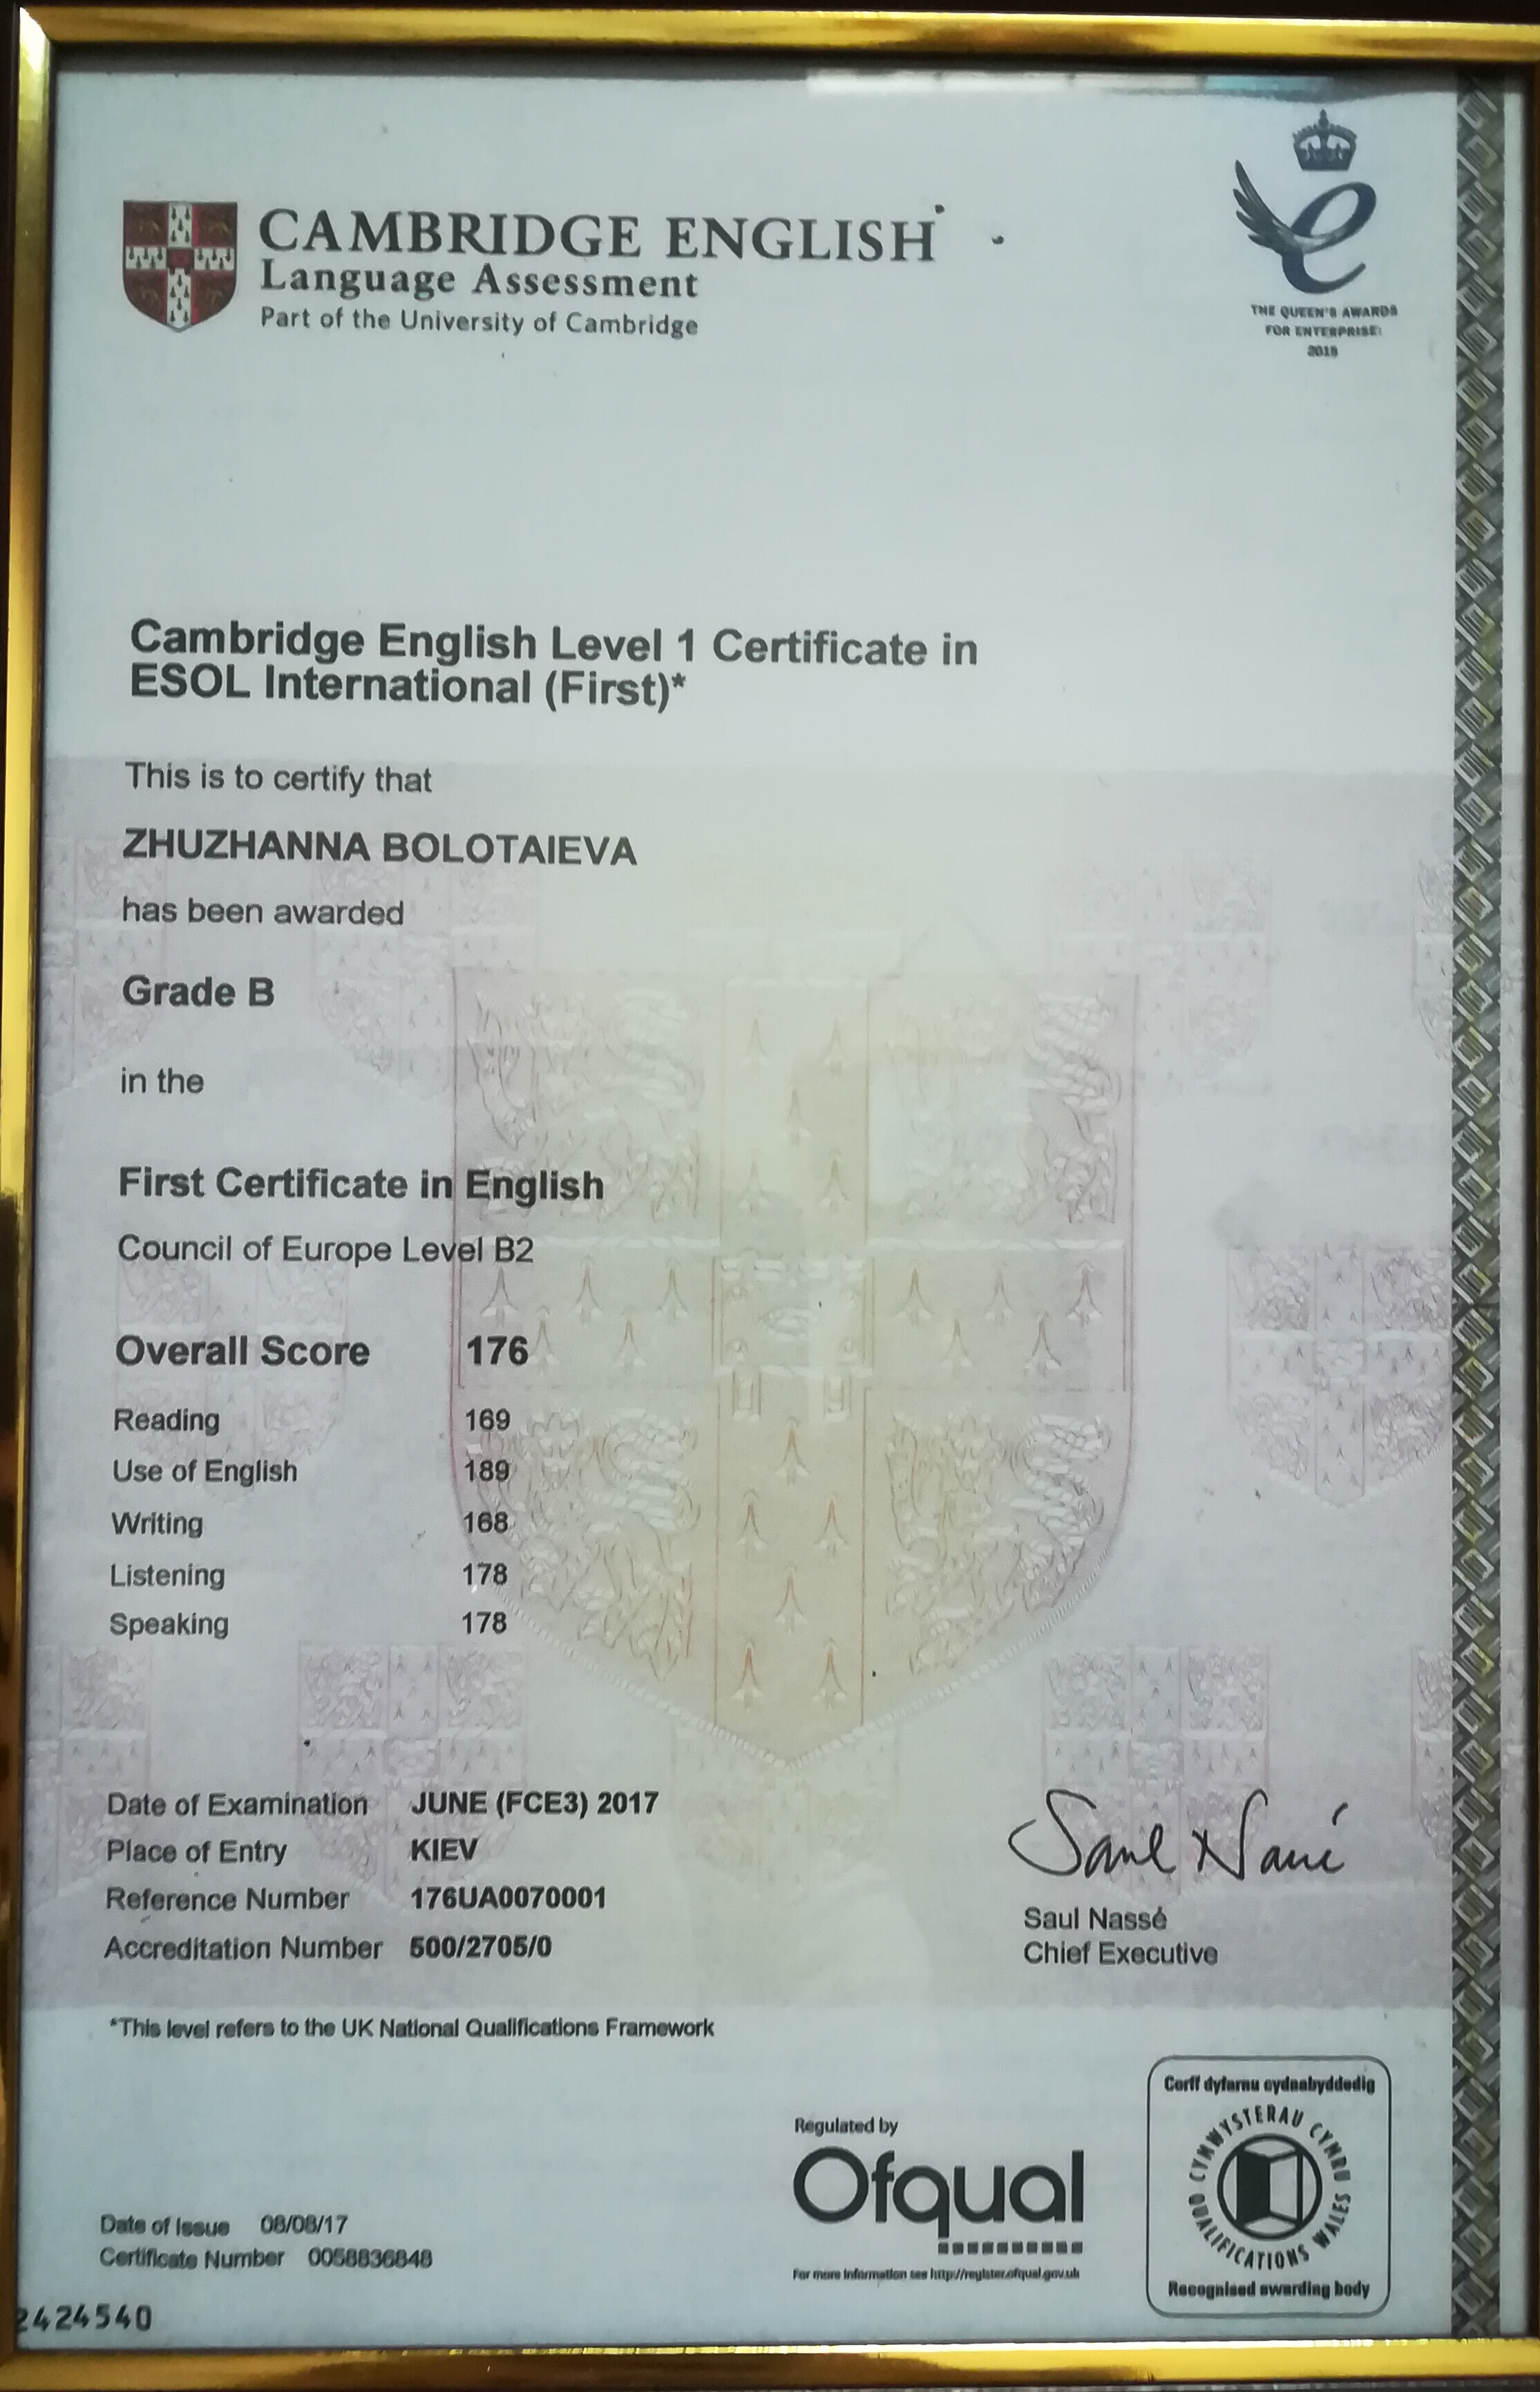 CAMBRIDGE ENGLISH
Language Assessment
Part of the University of Cambridge
THE QUEEN'S AWARDS
FOR ENTERPRISE:
2015
Cambridge English Level 1 Certificate in
ESOL International (First)*
This is to certify that
ZHUZHANNA BOLOTAIEVA
has been awarded
Grade B
in the
First Certificate in English
Council of Europe Level B2
Overall Score 176
Reading 169
Use of English 189
Writing 168
Listening 178
Speaking 178
Date of Examination JUNE (FCE3) 2017
Place of Entry KIEV
Reference Number 176UA0070001
Accreditation Number 500/2705/0
Saul Nassé
Saul Nassé
Chief Executive
*This level refers to the UK National Qualifications Framework
Regulated by
Ofqual
For more information see http://register.ofqual.gov.uk
Corff dyfarnu cydnabyddedig
CYMWYSTERAU CYMRU
QUALIFICATIONS WALES
Recognised awarding body
Date of Issue 08/08/17
Certificate Number 0058836848
2424540